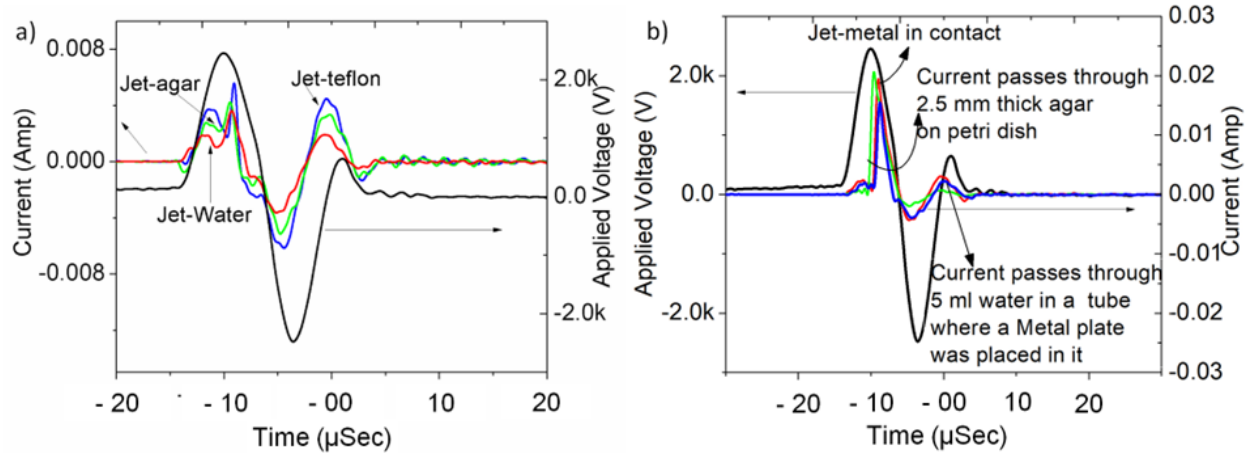 a)
0.008
0.000
-0.008
Current (Amp)
Jet-agar
Jet-teflon
Jet-Water
2.0k
0.0
-2.0k
Applied Voltage (V)
-20 - 10 - 00 10 20
Time (µSec)
b)
2.0k
0.0
-2.0k
Applied Voltage (V)
Jet-metal in contact
Current passes through
2.5 mm thick agar
on petri dish
Current passes through
5 ml water in a tube
where a Metal plate
was placed in it
0.03
0.02
0.01
0.00
-0.01
-0.02
-0.03
Current (Amp)
- 20 - 10 - 00 10 20
Time (µSec)